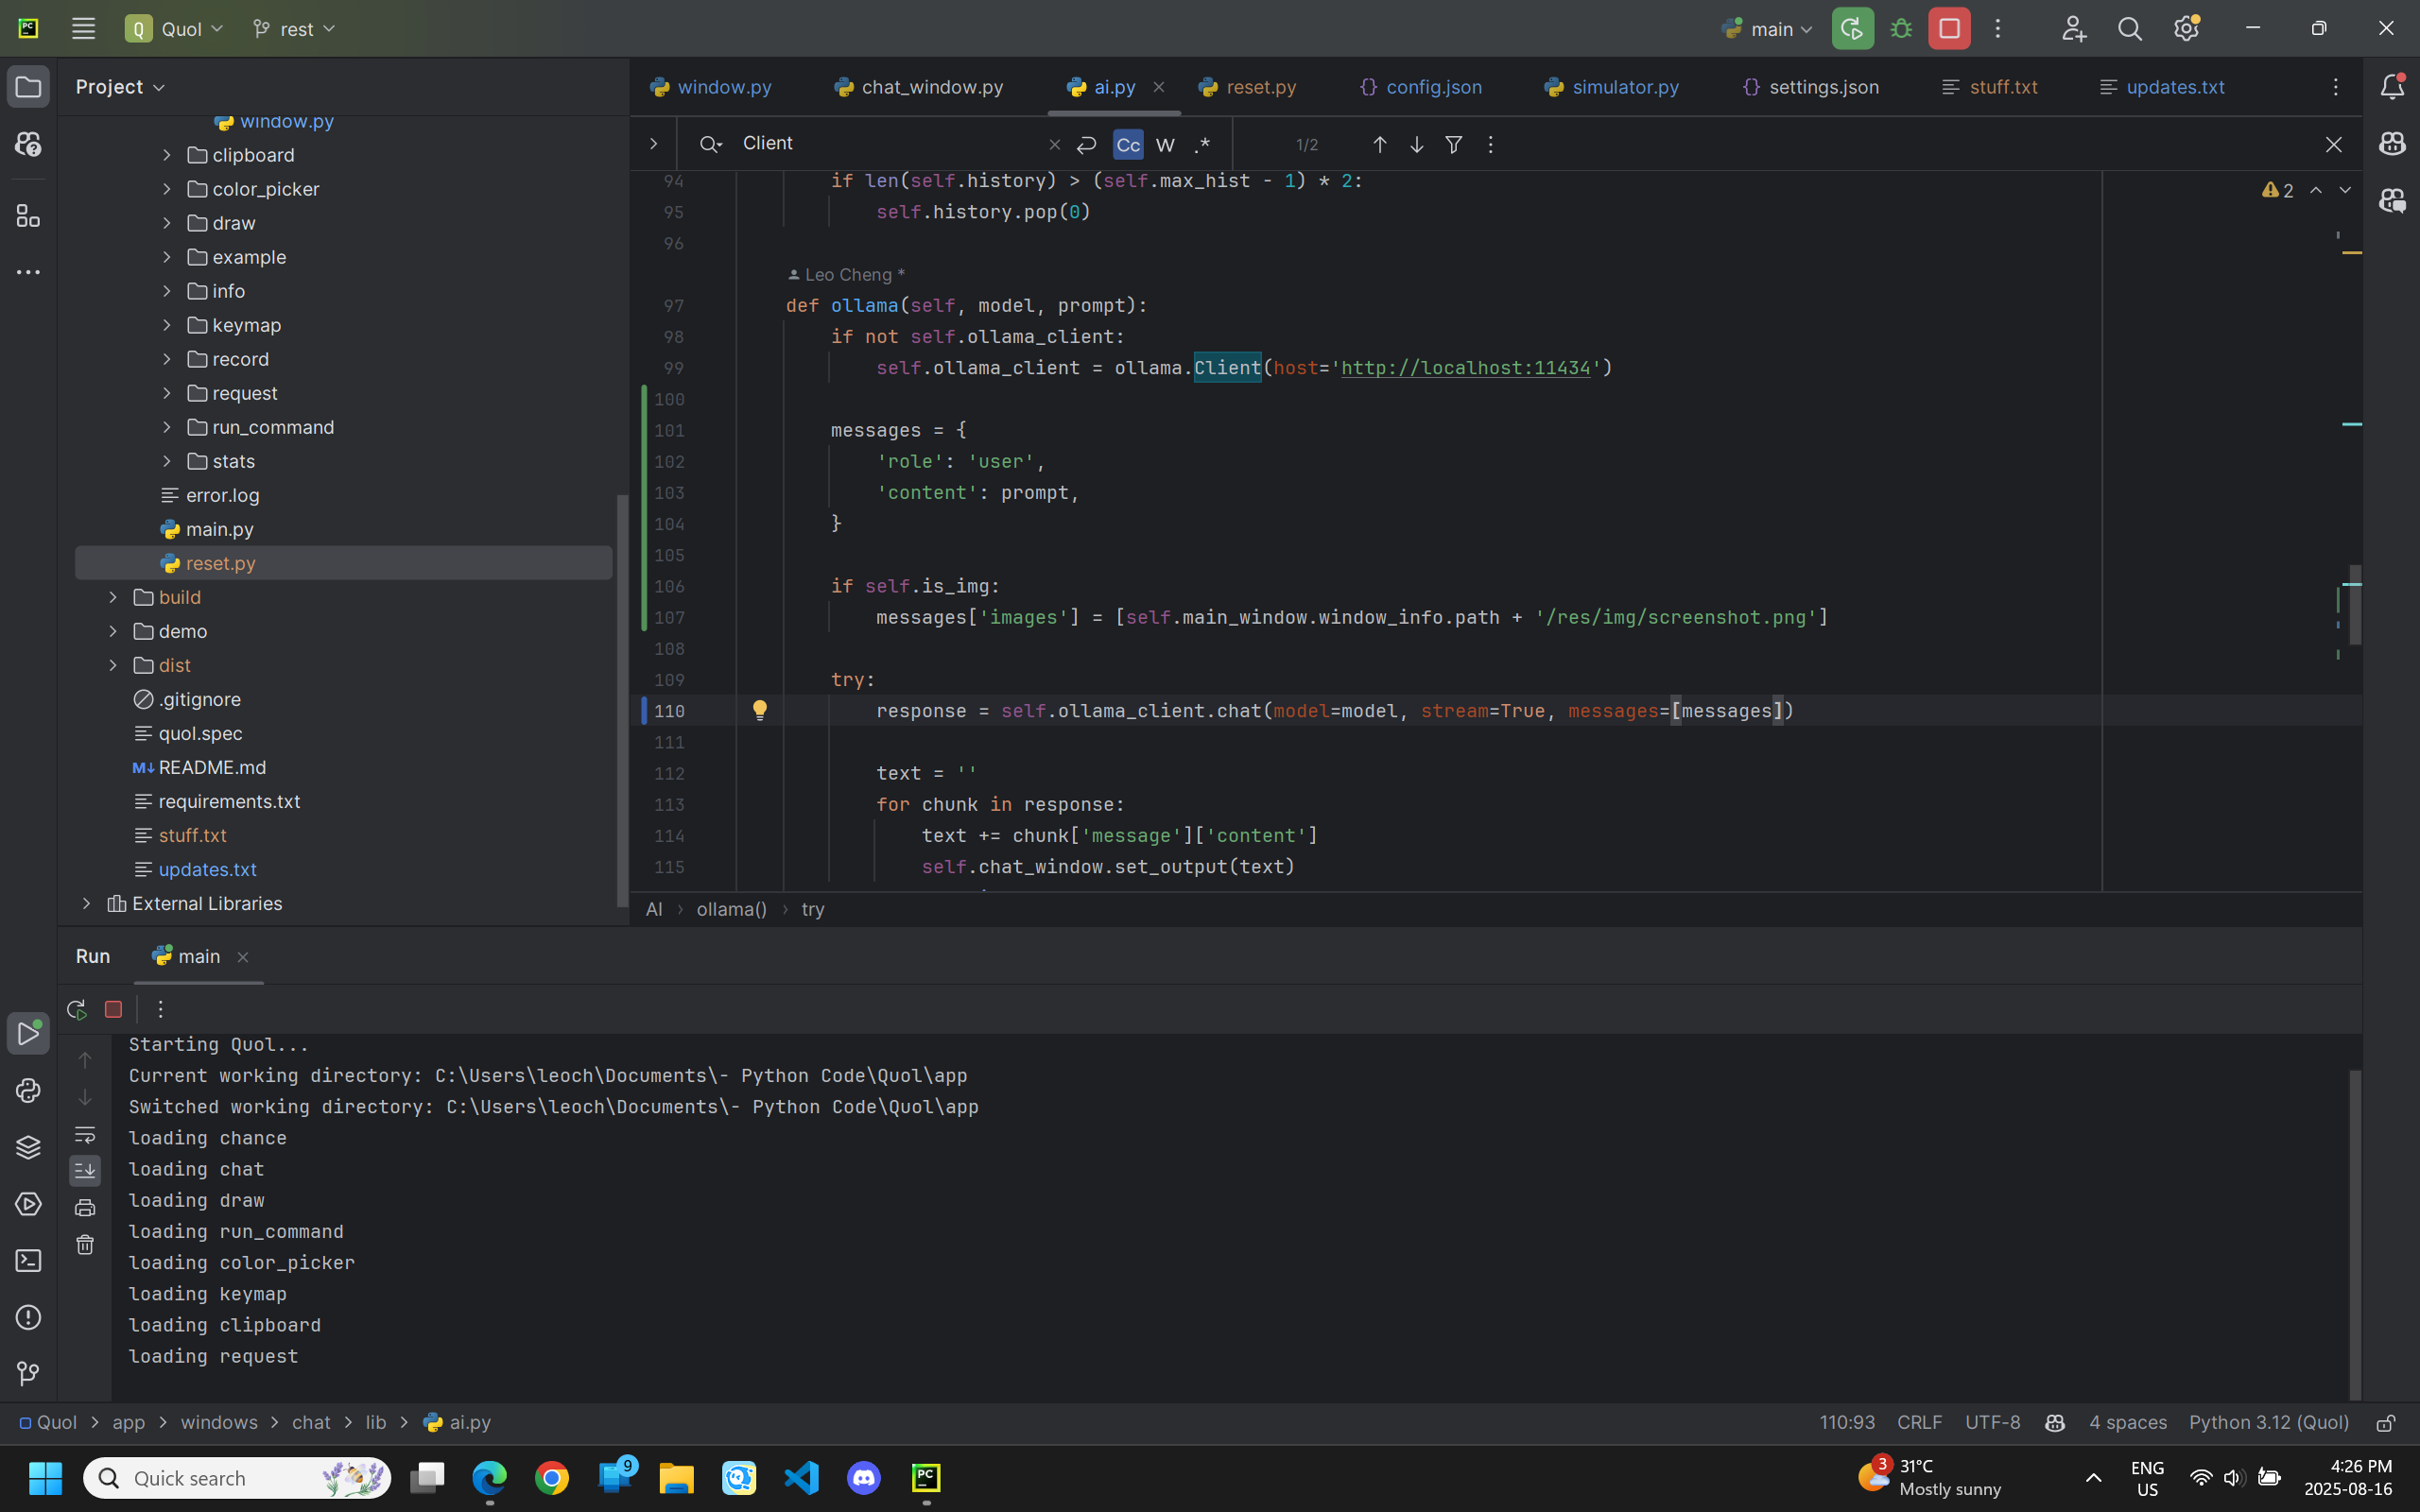 PC
Q Quol
rest
main
Project
window.py
clipboard
color_picker
draw
example
info
keymap
record
request
run_command
stats
error.log
main.py
reset.py
build
demo
dist
.gitignore
quol.spec
M↓ README.md
requirements.txt
stuff.txt
updates.txt
External Libraries
window.py
chat_window.py
ai.py
reset.py
{} config.json
simulator.py
{} settings.json
stuff.txt
updates.txt
Client
Cc W .*
1/2
2
94 if len(self.history) > (self.max_hist - 1) * 2:
95 self.history.pop(0)
96
Leo Cheng *
97 def ollama(self, model, prompt):
98 if not self.ollama_client:
99 self.ollama_client = ollama.Client(host='http://localhost:11434')
100
101 messages = {
102 'role': 'user',
103 'content': prompt,
104 }
105
106 if self.is_img:
107 messages['images'] = [self.main_window.window_info.path + '/res/img/screenshot.png']
108
109 try:
110 response = self.ollama_client.chat(model=model, stream=True, messages=[messages])
111
112 text = ''
113 for chunk in response:
114 text += chunk['message']['content']
115 self.chat_window.set_output(text)
AI > ollama() > try
Run
main
Starting Quol...
Current working directory: C:\Users\leoch\Documents\- Python Code\Quol\app
Switched working directory: C:\Users\leoch\Documents\- Python Code\Quol\app
loading chance
loading chat
loading draw
loading run_command
loading color_picker
loading keymap
loading clipboard
loading request
Quol > app > windows > chat > lib > ai.py
110:93 CRLF UTF-8 4 spaces Python 3.12 (Quol)
Quick search
9
PC
3
31°C
Mostly sunny
ENG
US
4:26 PM
2025-08-16